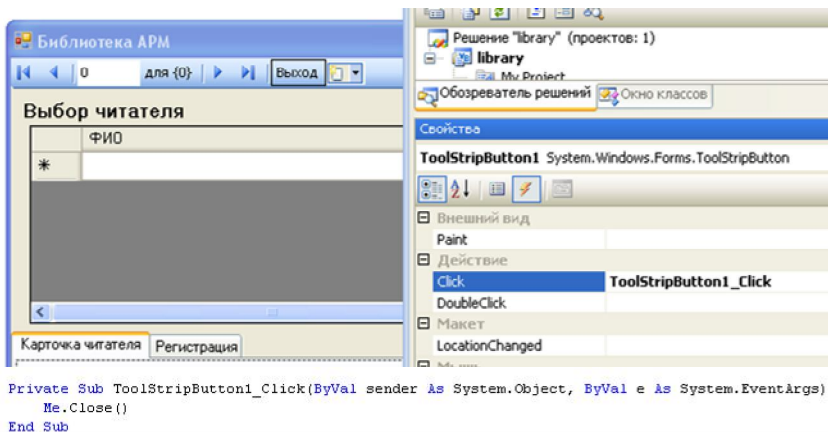 Библиотека АРМ
0 для {0} Выход
Выбор читателя
ФИО
Карточка читателя Регистрация
Решение "library" (проектов: 1)
library
My Project
Обозреватель решений Окно классов
Свойства
ToolStripButton1 System.Windows.Forms.ToolStripButton
Внешний вид
Paint
Действие
Click ToolStripButton1_Click
DoubleClick
Макет
LocationChanged
Private Sub ToolStripButton1_Click(ByVal sender As System.Object, ByVal e As System.EventArgs)
Me.Close()
End Sub